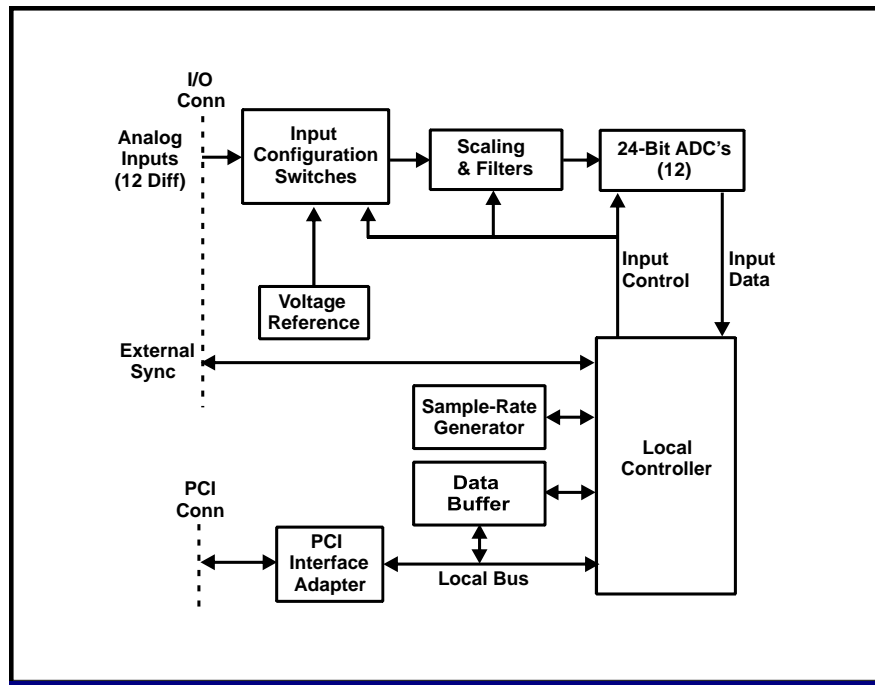 I/O
Conn
Analog
Inputs
(12 Diff)
Input
Configuration
Switches
Scaling
& Filters
24-Bit ADC's
(12)
Input
Control
Input
Data
Voltage
Reference
External
Sync
Sample-Rate
Generator
Local
Controller
Data
Buffer
PCI
Conn
PCI
Interface
Adapter
Local Bus